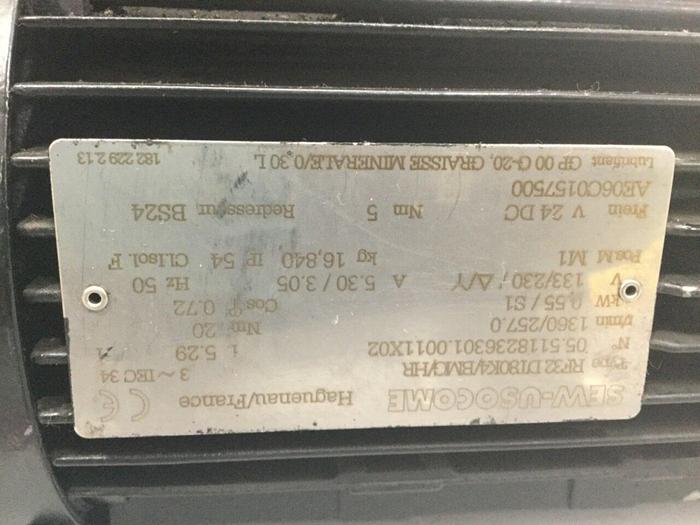 SEW-USOCOME Haguenau/France CE
Type RF32 DT80K4/BMG/HR 3 ~ IEC 34
N° 05.5118236301.0011X02
1/min 1360/257.0 i. 5.29
kW 0.55 / S1 Nm 20
Cos φ 0.72
V 133/230 / Δ/Y A 5.30 / 3.05 Hz 50
Pos.M M1 kg 16,840 IP 54 Cl.Isol. F
Frein V 24 DC Nm 5 Redresseur BS24
AE06C0157500
Lubrifiant GP 00 G-20, GRAISSE MINERALE/0,30 L
182 229 2.13